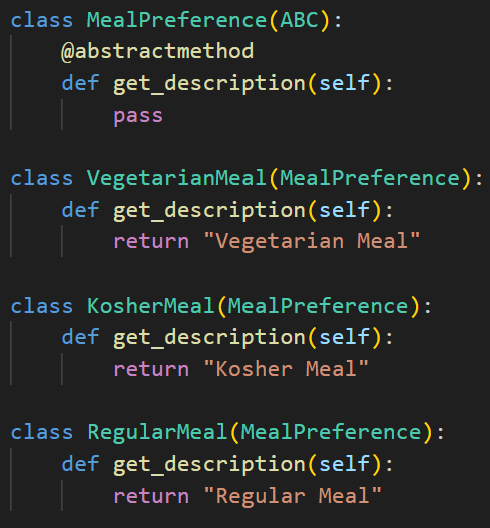 class MealPreference(ABC):
    @abstractmethod
    def get_description(self):
        pass

class VegetarianMeal(MealPreference):
    def get_description(self):
        return "Vegetarian Meal"

class KosherMeal(MealPreference):
    def get_description(self):
        return "Kosher Meal"

class RegularMeal(MealPreference):
    def get_description(self):
        return "Regular Meal"